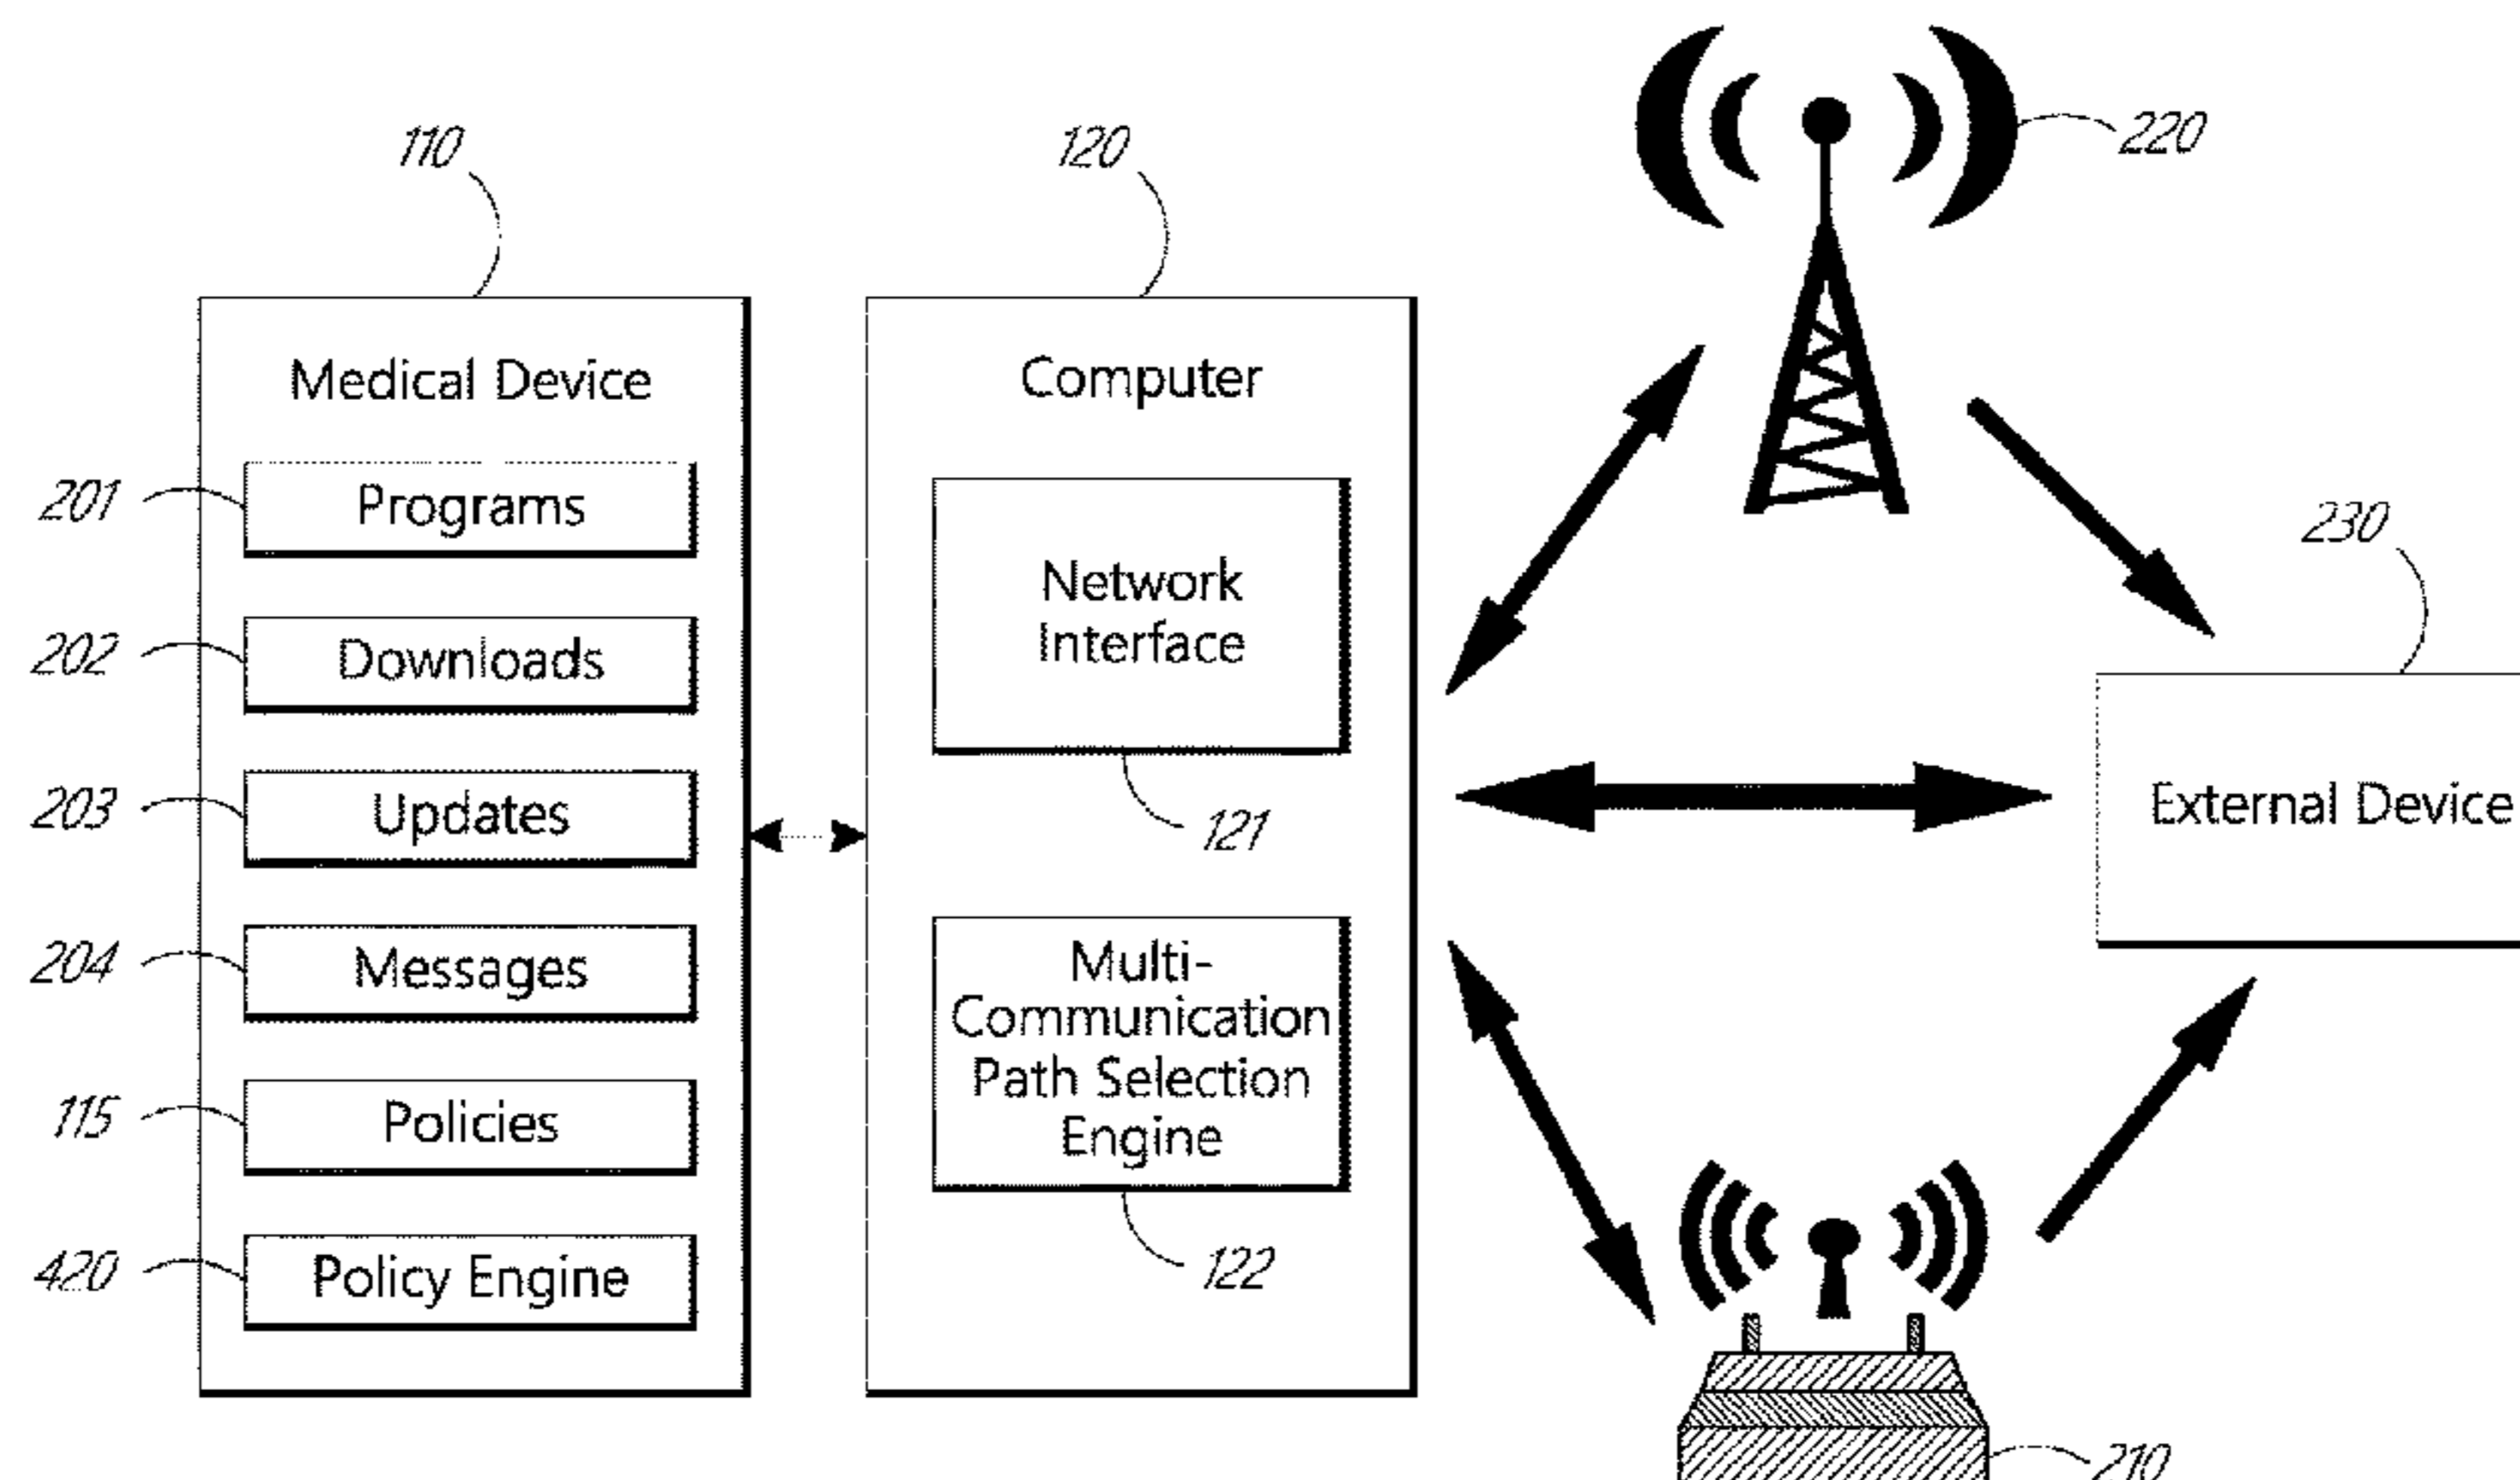 110
120
220
Medical Device
Computer
201
Programs
230
Network
Interface
202
Downloads
203
Updates
121
External Device
204
Messages
Multi-
Communication
Path Selection
Engine
115
Policies
420
Policy Engine
122
210